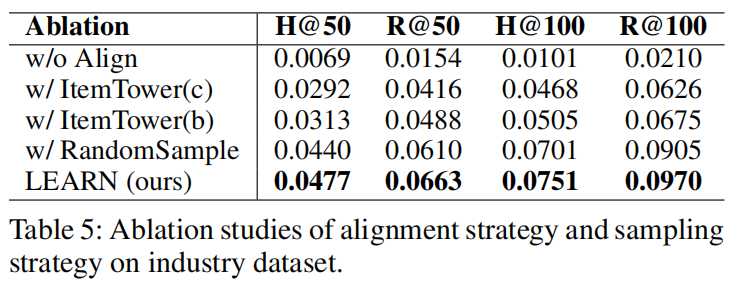 Ablation H@50 R@50 H@100 R@100
w/o Align 0.0069 0.0154 0.0101 0.0210
w/ ItemTower(c) 0.0292 0.0416 0.0468 0.0626
w/ ItemTower(b) 0.0313 0.0488 0.0505 0.0675
w/ RandomSample 0.0440 0.0610 0.0701 0.0905
LEARN (ours) 0.0477 0.0663 0.0751 0.0970
Table 5: Ablation studies of alignment strategy and sampling
strategy on industry dataset.